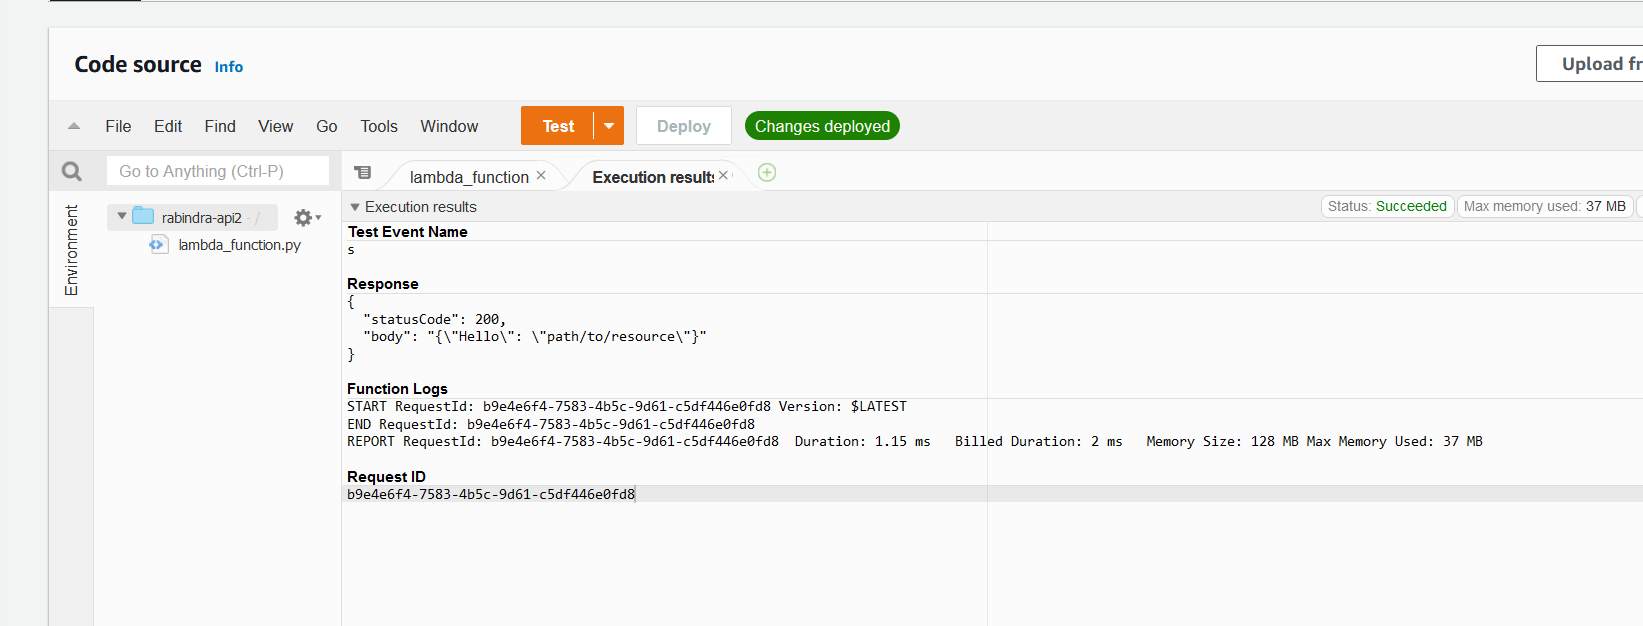 Code source Info
Upload fr
File Edit Find View Go Tools Window Test Deploy Changes deployed
Go to Anything (Ctrl-P)
lambda_function
Execution results
Environment
rabindra-api2 - /
lambda_function.py
Execution results
Status: Succeeded
Max memory used: 37 MB
Test Event Name
s
Response
{
  "statusCode": 200,
  "body": "{\"Hello\": \"path/to/resource\"}"
}
Function Logs
START RequestId: b9e4e6f4-7583-4b5c-9d61-c5df446e0fd8 Version: $LATEST
END RequestId: b9e4e6f4-7583-4b5c-9d61-c5df446e0fd8
REPORT RequestId: b9e4e6f4-7583-4b5c-9d61-c5df446e0fd8  Duration: 1.15 ms   Billed Duration: 2 ms   Memory Size: 128 MB Max Memory Used: 37 MB
Request ID
b9e4e6f4-7583-4b5c-9d61-c5df446e0fd8